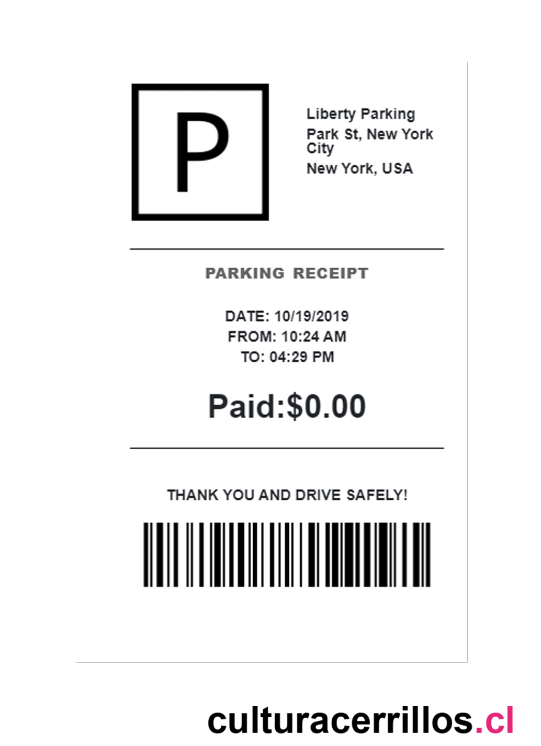 P
Liberty Parking
Park St, New York
City
New York, USA
PARKING RECEIPT
DATE: 10/19/2019
FROM: 10:24 AM
TO: 04:29 PM
Paid:$0.00
THANK YOU AND DRIVE SAFELY!
culturacerrillos.cl